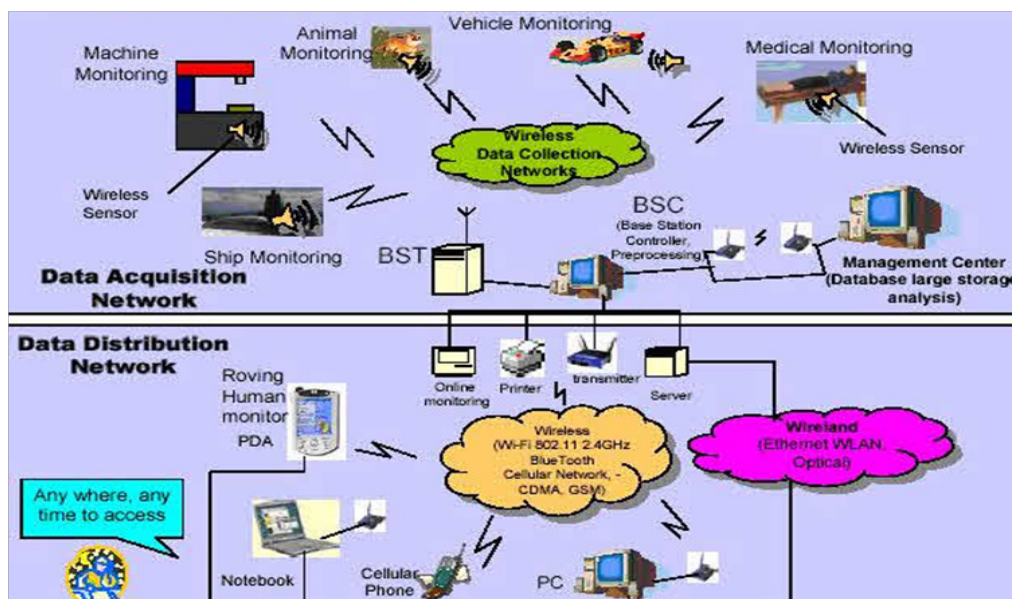 Machine
Monitoring
Animal
Monitoring
Vehicle Monitoring
Medical Monitoring
Wireless
Data Collection
Networks
Wireless Sensor
Wireless
Sensor
Ship Monitoring
BST
BSC
(Base Station
Controller,
Preprocessing)
Management Center
(Database large storage
analysis)
Data Acquisition
Network
Data Distribution
Network
Online
monitoring
Printer
transmitter
Server
Roving
Human
monitor
PDA
Wireless
(Wi-Fi 802.11 2.4GHz
BlueTooth
Cellular Network, -
CDMA, GSM)
Wireland
(Ethernet WLAN,
Optical)
Any where, any
time to access
Notebook
Cellular
Phone
PC